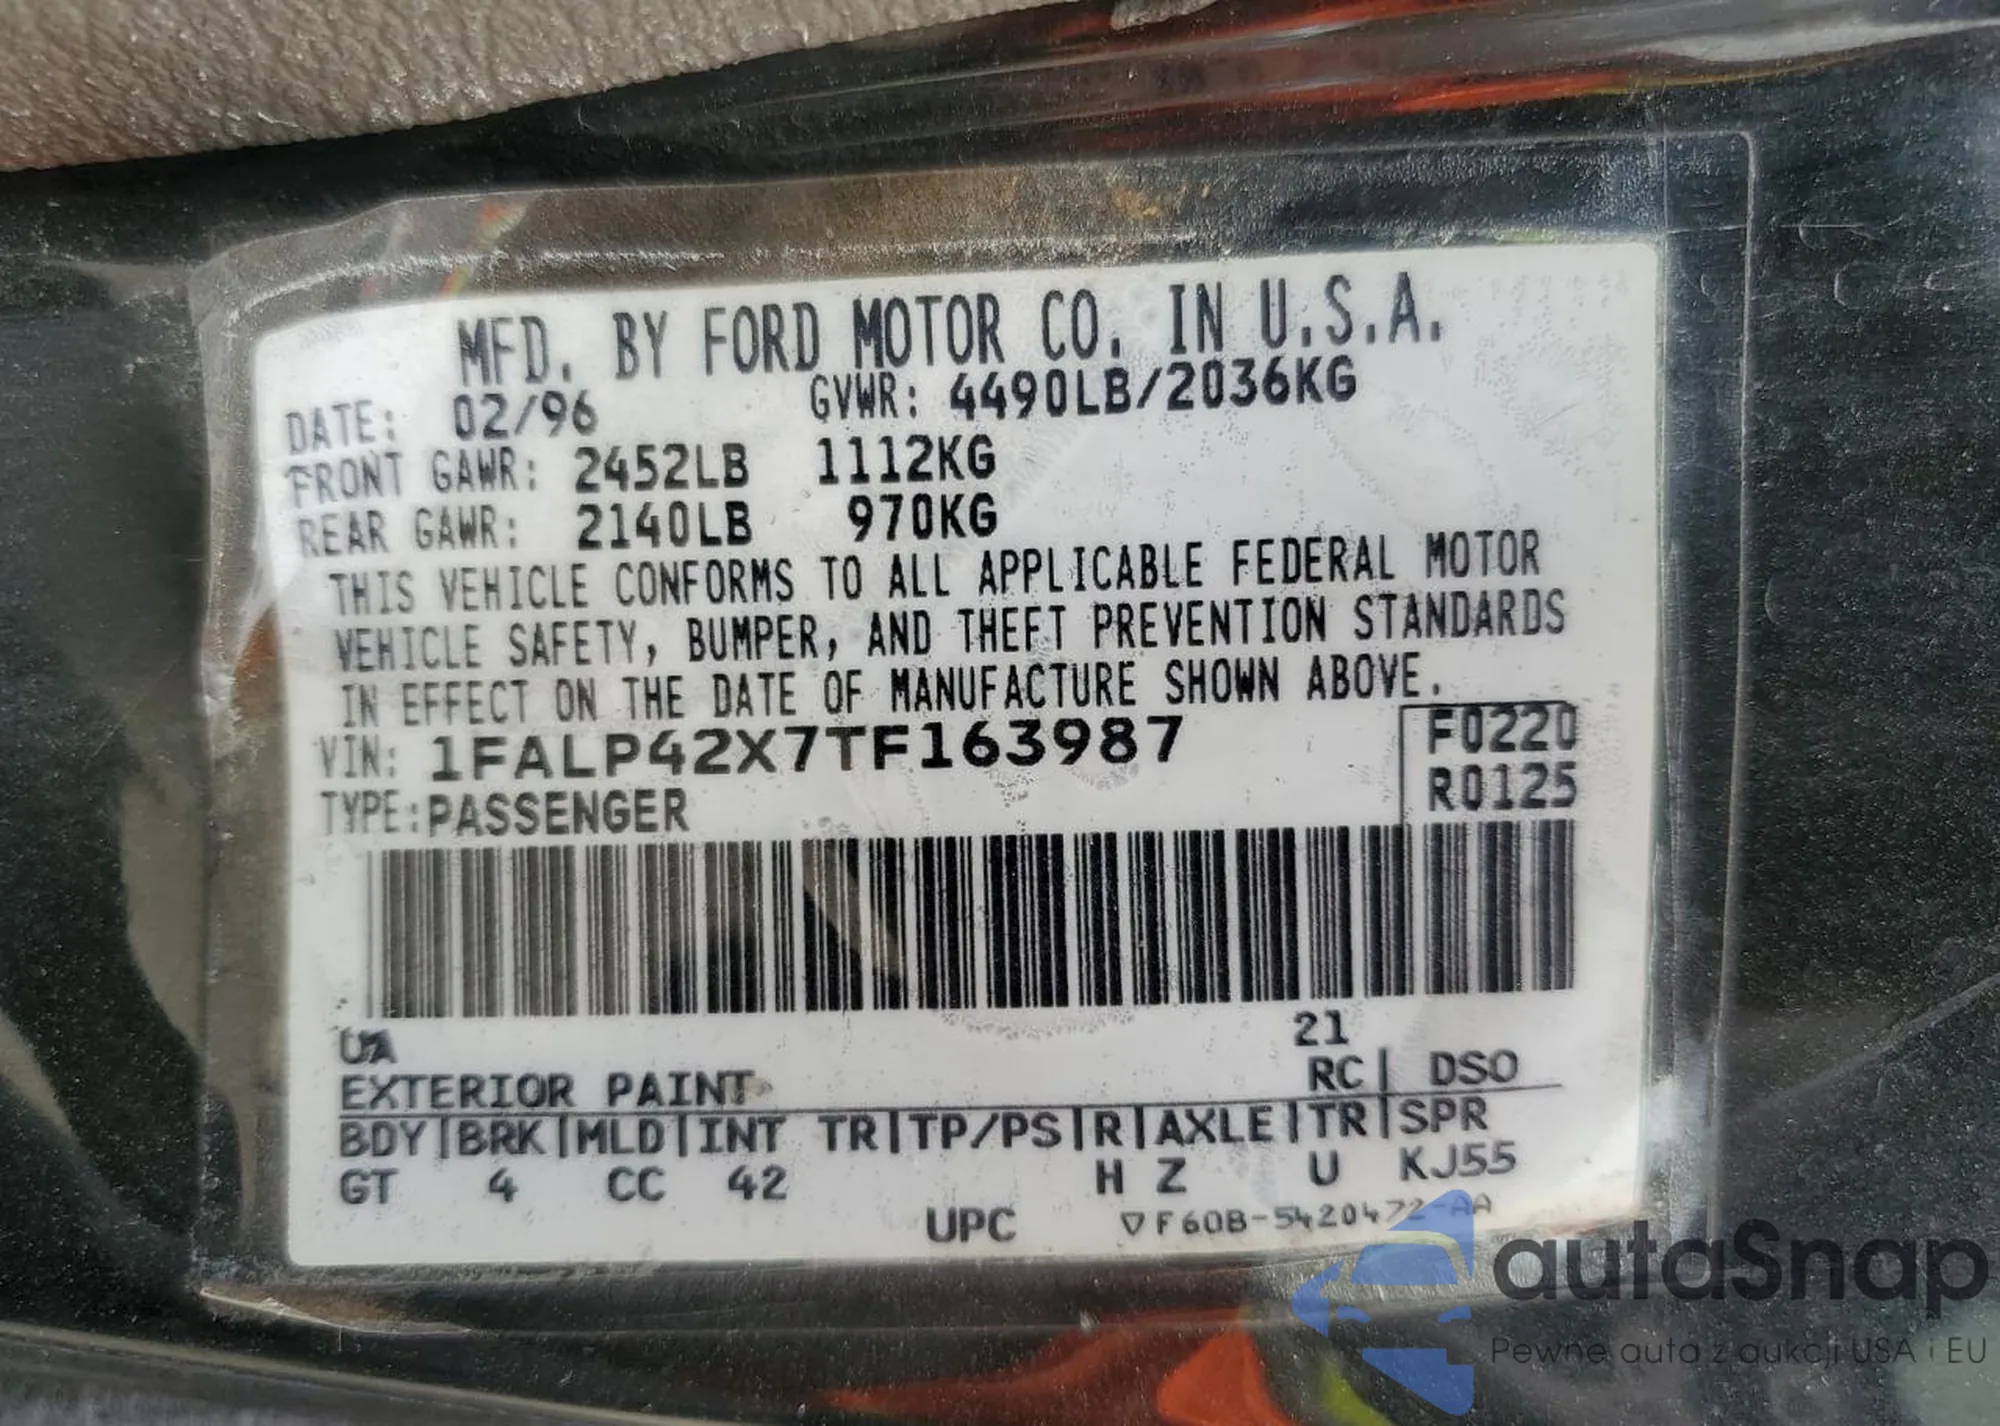 MFD. BY FORD MOTOR CO. IN U.S.A.
DATE: 02/96 GVWR: 4490LB/2036KG
FRONT GAWR: 2452LB 1112KG
REAR GAWR: 2140LB 970KG
THIS VEHICLE CONFORMS TO ALL APPLICABLE FEDERAL MOTOR
VEHICLE SAFETY, BUMPER, AND THEFT PREVENTION STANDARDS
IN EFFECT ON THE DATE OF MANUFACTURE SHOWN ABOVE.
VIN: 1FALP42X7TF163987
F0220
TYPE: PASSENGER
R0125
UA 21
EXTERIOR PAINT RC| DSO
BDY|BRK|MLD|INT TR|TP/PS|R|AXLE|TR|SPR
GT 4 CC 42 H Z U KJ55
UPC ▽F60B-5420472-AA
autaSnap
Pewne auta z aukcji USA i EU